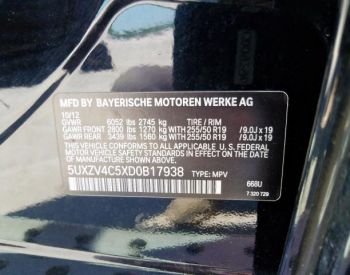 MFD BY BAYERISCHE MOTOREN WERKE AG
10/12
GVWR 6052 lbs 2745 kg TIRE / RIM
GAWR FRONT 2800 lbs 1270 kg WITH 255/50 R19 /9.0J x 19
GAWR REAR 3439 lbs 1560 kg WITH 255/50 R19 /9.0J x 19
THIS VEHICLE CONFORMS TO ALL APPLICABLE
U. S. FEDERAL MOTOR VEHICLE SAFETY
STANDARDS IN EFFECT ON THE DATE OF
MANUFACTURE SHOWN ABOVE.
5UXZV4C5XD0B17938 TYPE: MPV
668U
7 320 729